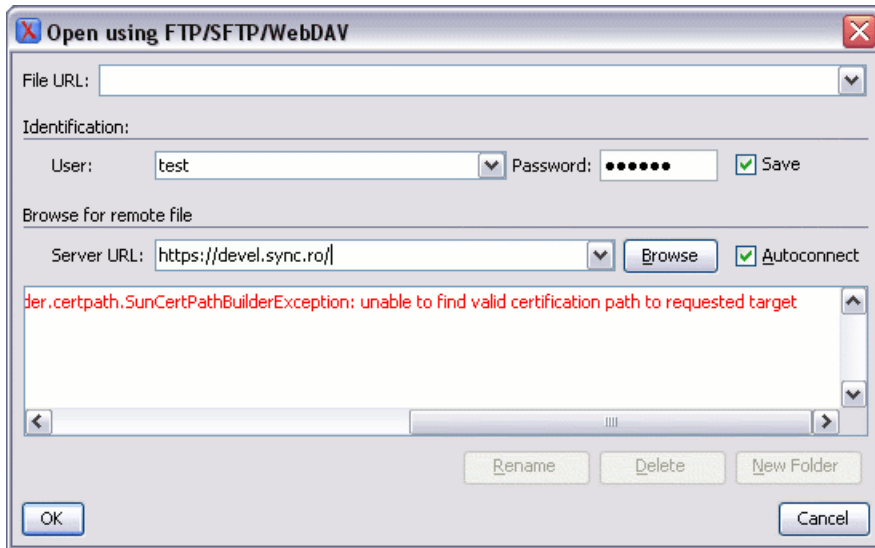 Open using FTP/SFTP/WebDAV
File URL:
Identification:
User: test Password: ●●●●●● Save
Browse for remote file
Server URL: https://devel.sync.ro/ Browse Autoconnect
der.certpath.SunCertPathBuilderException: unable to find valid certification path to requested target
Rename Delete New Folder
OK Cancel